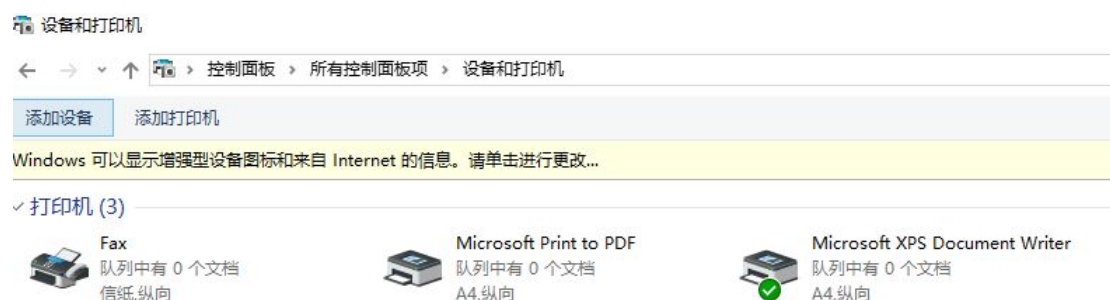 设备和打印机
控制面板 › 所有控制面板项 › 设备和打印机
添加设备 添加打印机
Windows 可以显示增强型设备图标和来自 Internet 的信息。请单击进行更改...
打印机 (3)
Fax Microsoft Print to PDF Microsoft XPS Document Writer
队列中有 0 个文档 队列中有 0 个文档 队列中有 0 个文档
信纸,纵向 A4,纵向 A4,纵向